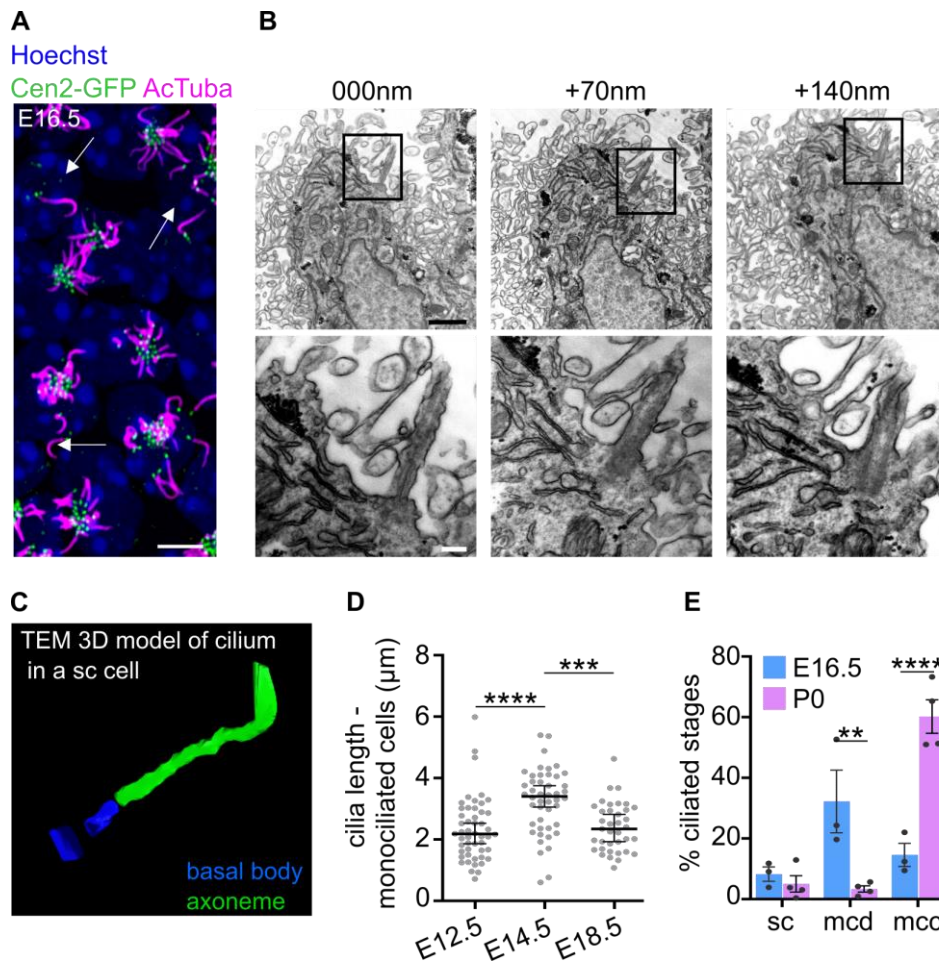 A
Hoechst
Cen2-GFP AcTuba
E16.5
B
000nm
+70nm
+140nm
C
TEM 3D model of cilium
in a sc cell
basal body
axoneme
D
cilia length -
monociliated cells (µm)
8
6
4
2
0
****
***
E12.5
E14.5
E18.5
E
% ciliated stages
80
60
40
20
0
E16.5
P0
**
****
sc
mcd
mcc